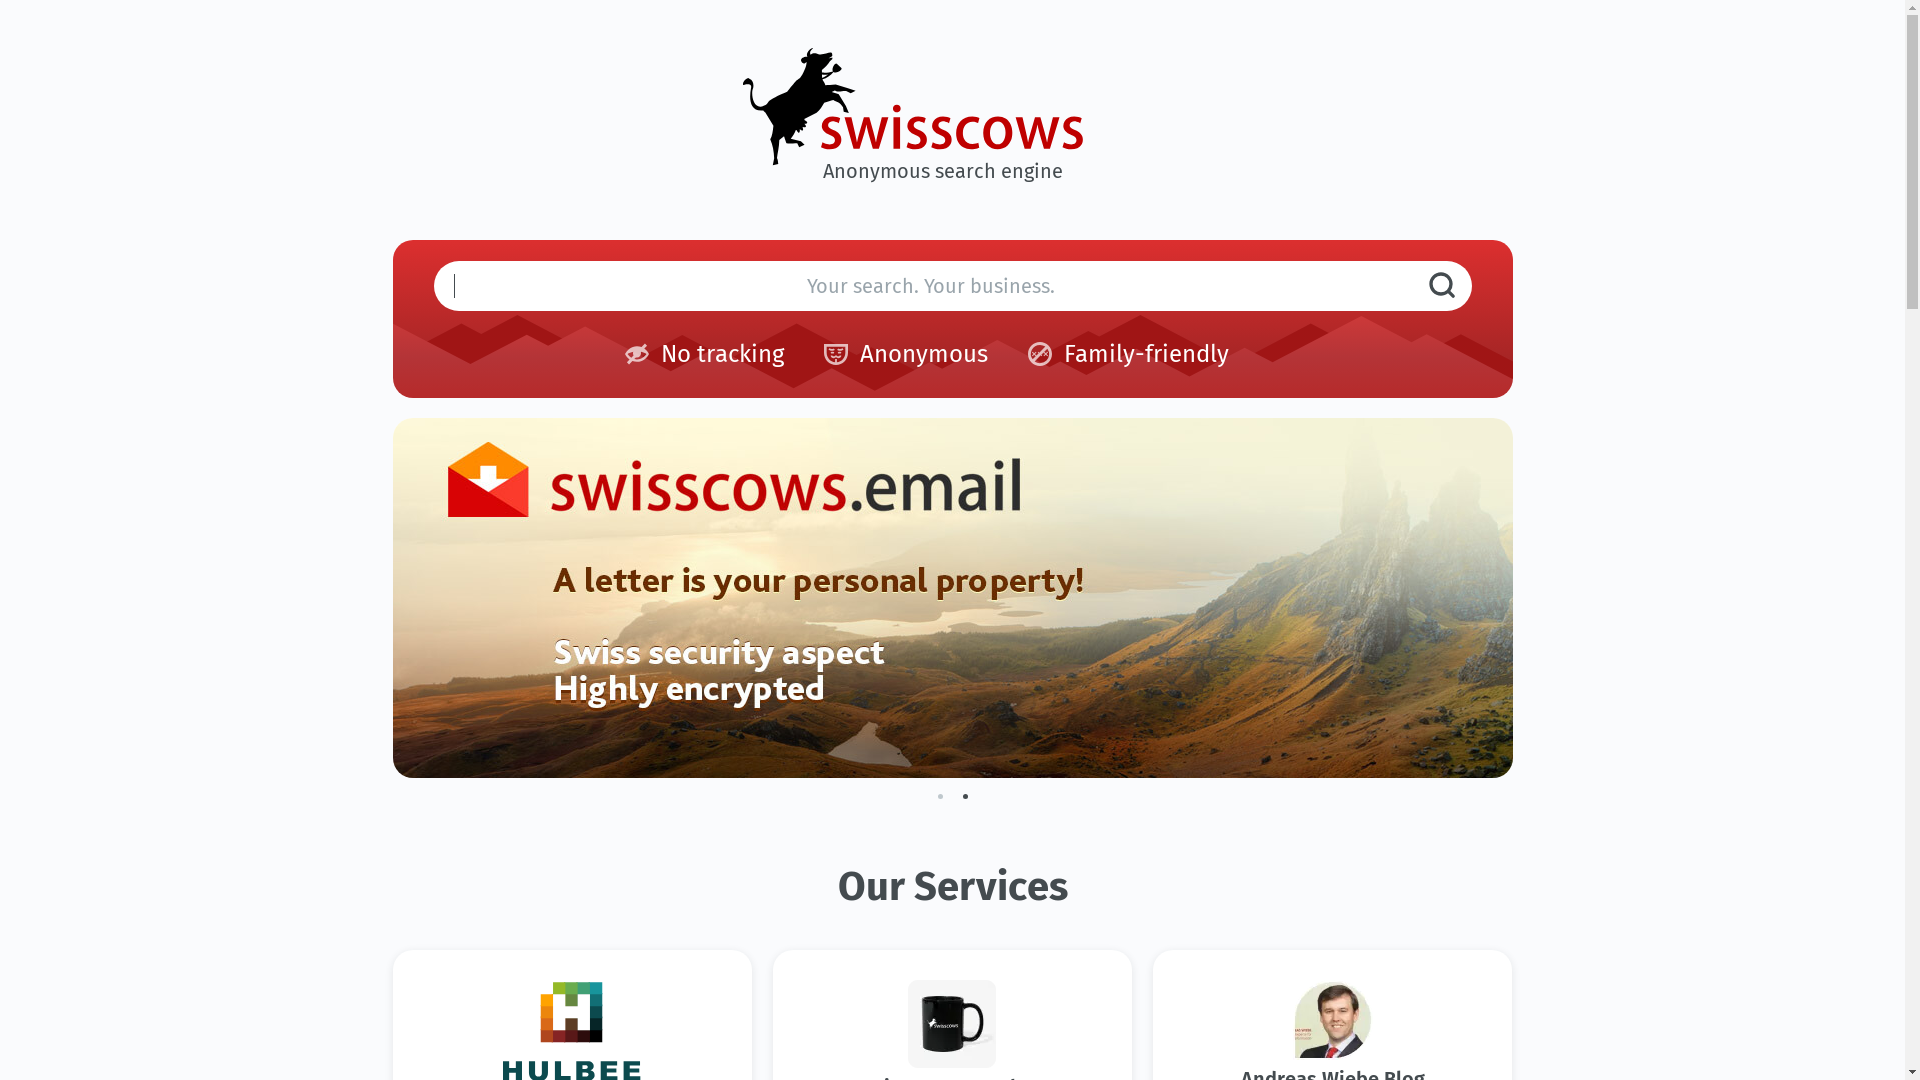 swisscows
Anonymous search engine
Your search. Your business.
No tracking
Anonymous
Family-friendly
swisscows.email
A letter is your personal property!
Swiss security aspect
Highly encrypted
Our Services
swisscows
HULBEE
Andreas Wiebe Blog